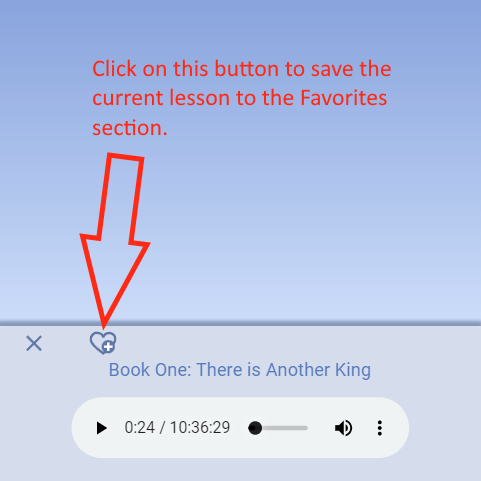 Click on this button to save the
current lesson to the Favorites
section.
Book One: There is Another King
0:24 / 10:36:29